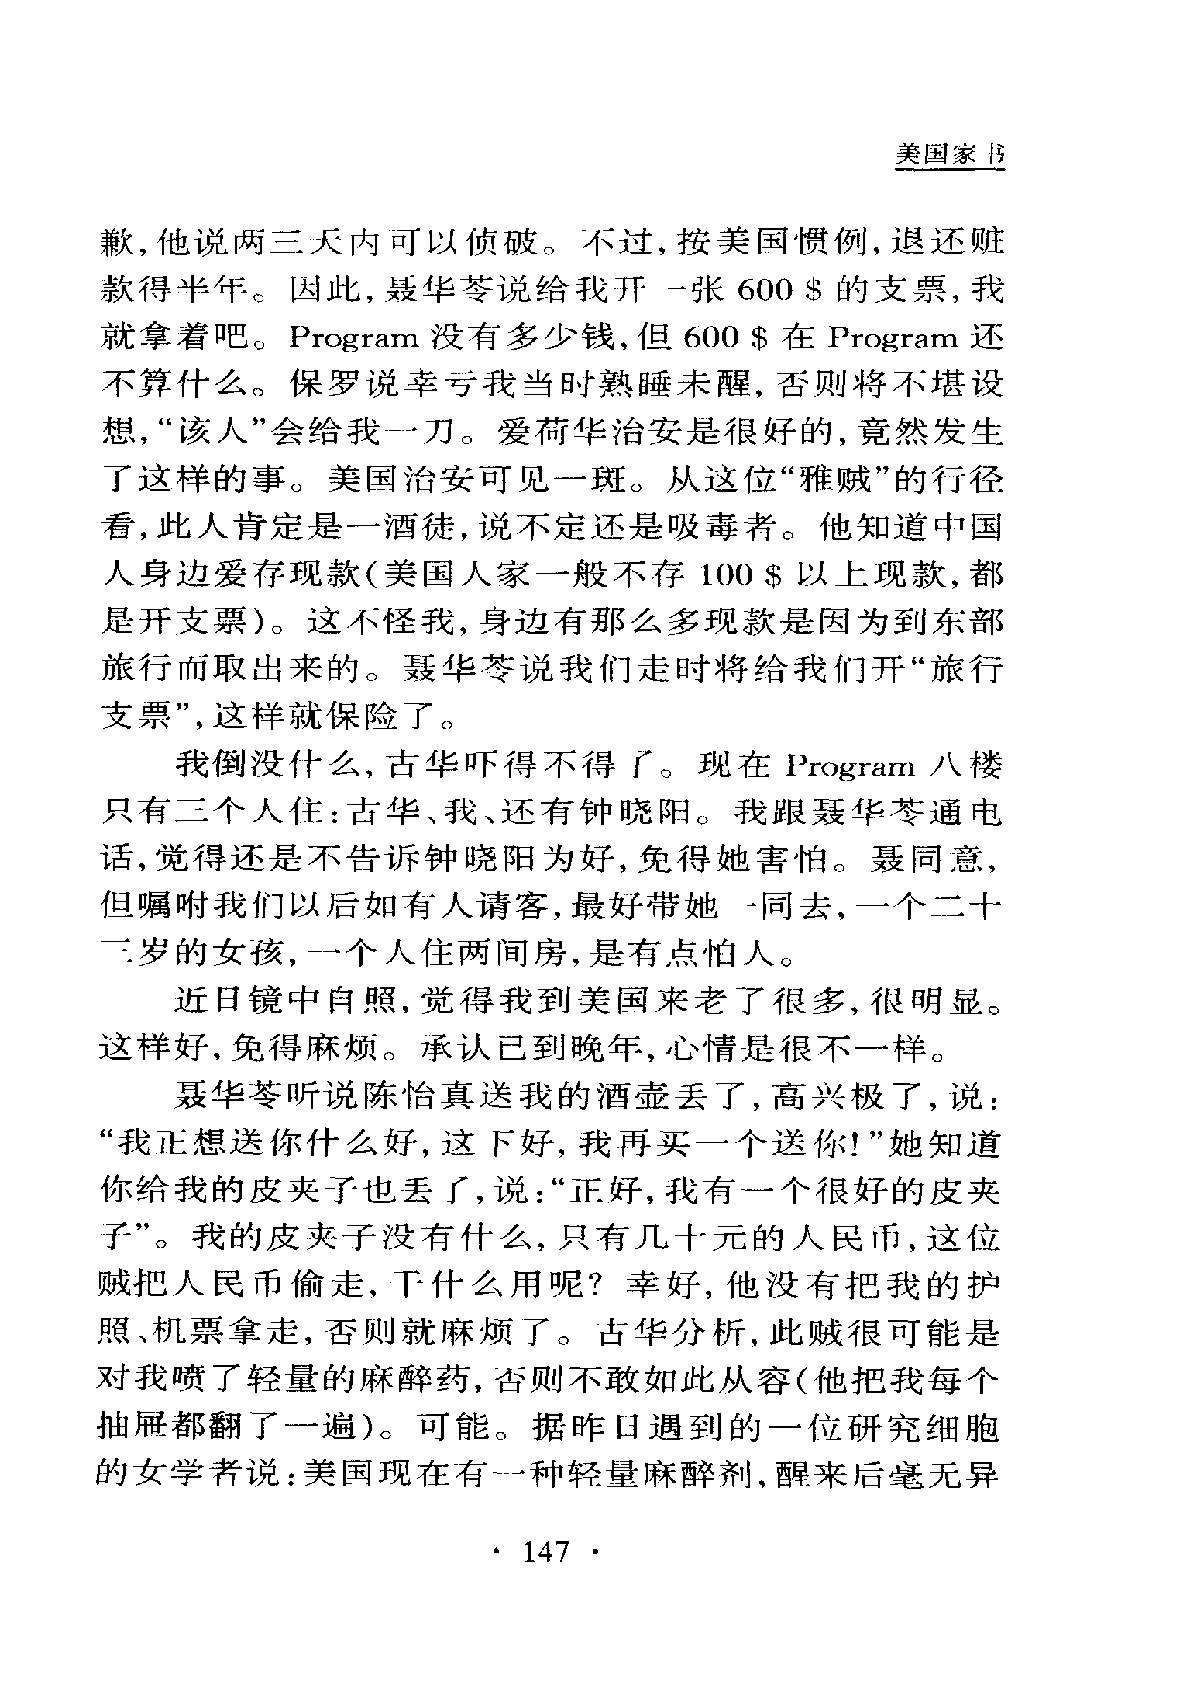 美国家书
歉,他说两三天内可以侦破。不过,按美国惯例,退还赃
款得半年。因此,聂华苓说给我开一张 600 $ 的支票,我
就拿着吧。Program 没有多少钱,但 600 $ 在 Program 还
不算什么。保罗说幸亏我当时熟睡未醒,否则将不堪设
想,“该人”会给我一刀。爱荷华治安是很好的,竟然发生
了这样的事。美国治安可见一斑。从这位“雅贼”的行径
看,此人肯定是一酒徒,说不定还是吸毒者。他知道中国
人身边爱存现款(美国人家一般不存 100 $ 以上现款,都
是开支票)。这不怪我,身边有那么多现款是因为到东部
旅行而取出来的。聂华苓说我们走时将给我们开“旅行
支票”,这样就保险了。
我倒没什么,古华吓得不得了。现在 Program 八楼
只有三个人住:古华、我、还有钟晓阳。我跟聂华苓通电
话,觉得还是不告诉钟晓阳为好,免得她害怕。聂同意,
但嘱咐我们以后如有人请客,最好带她一同去,一个二十
三岁的女孩,一个人住两间房,是有点怕人。
近日镜中自照,觉得我到美国来老了很多,很明显。
这样好,免得麻烦。承认已到晚年,心情是很不一样。
聂华苓听说陈怡真送我的酒壶丢了,高兴极了,说:
“我正想送你什么好,这下好,我再买一个送你!”她知道
你给我的皮夹子也丢了,说:“正好,我有一个很好的皮夹
子”。我的皮夹子没有什么,只有几十元的人民币,这位
贼把人民币偷走,干什么用呢?幸好,他没有把我的护
照、机票拿走,否则就麻烦了。古华分析,此贼很可能是
对我喷了轻量的麻醉药,否则不敢如此从容(他把我每个
抽屉都翻了一遍)。可能。据昨日遇到的一位研究细胞
的女学者说:美国现在有一种轻量麻醉剂,醒来后毫无异
· 147 ·